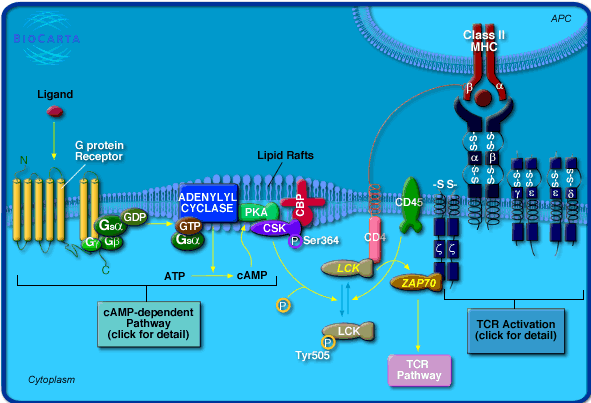 BIOCARTA
APC
Class II
MHC
β
α
Ligand
N
G protein
Receptor
Lipid Rafts
-S-S-
-S-S-
α
β
-S-S-
-S-S-
ADENYLYL
CYCLASE
PKA
CBP
CD45
-S S-
-S-S-
γ
ε
-S-S-
ε
δ
GDP
GTP
Gsα
Gsα
Gγ
Gβ
C
CSK
P
Ser364
CD4
ATP
cAMP
LCK
ZAP70
ζ
ζ
P
cAMP-dependent
Pathway
(click for detail)
TCR Activation
(click for detail)
LCK
P
Tyr505
TCR
Pathway
Cytoplasm